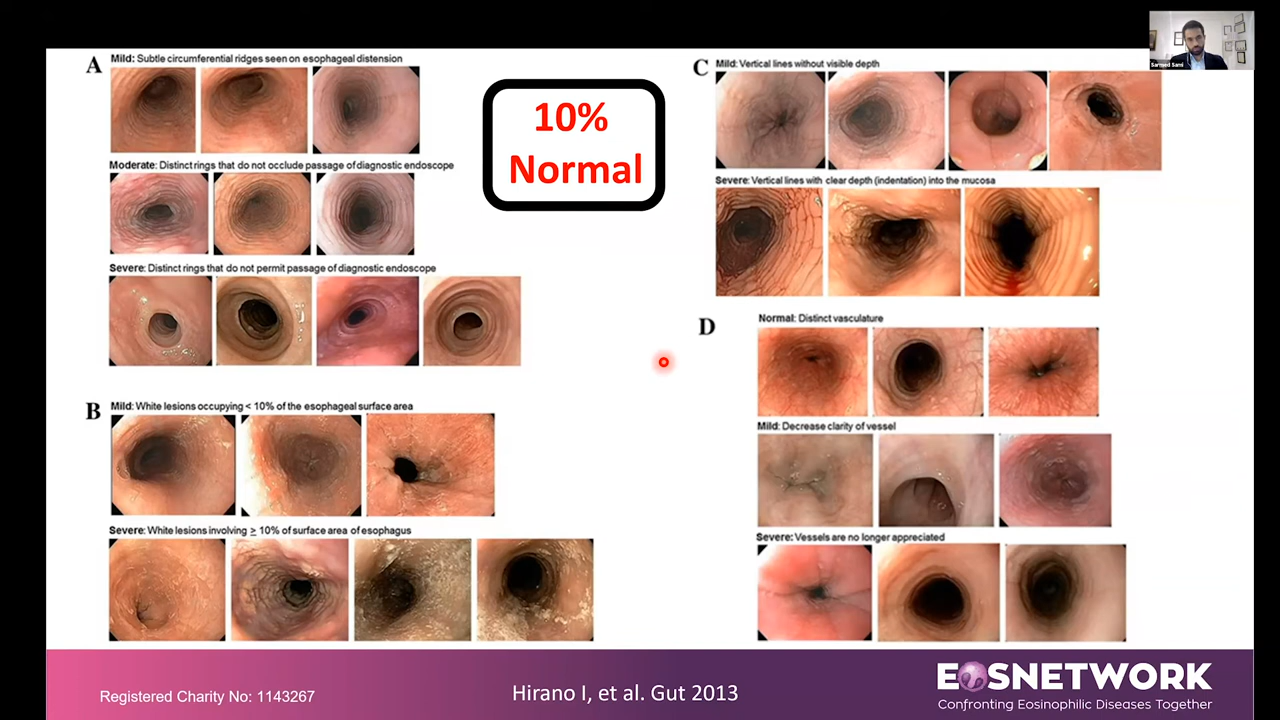 Sarmed Sami
A
Mild: Subtle circumferential ridges seen on esophageal distension
Moderate: Distinct rings that do not occlude passage of diagnostic endoscope
Severe: Distinct rings that do not permit passage of diagnostic endoscope
10%
Normal
B
Mild: White lesions occupying < 10% of the esophageal surface area
Severe: White lesions involving ≥ 10% of surface area of esophagus
C
Mild: Vertical lines without visible depth
Severe: Vertical lines with clear depth (indentation) into the mucosa
D
Normal: Distinct vasculature
Mild: Decrease clarity of vessel
Severe: Vessels are no longer appreciated
Registered Charity No: 1143267
Hirano I, et al. Gut 2013
EOSNETWORK
Confronting Eosinophilic Diseases Together